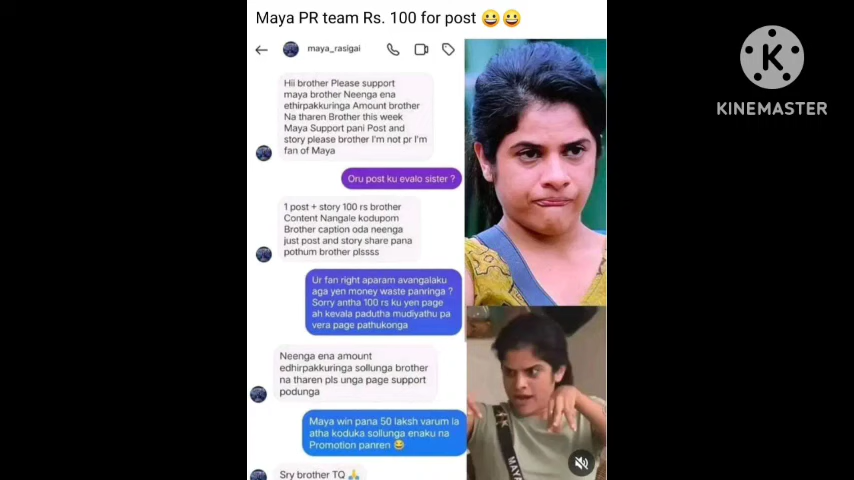 Maya PR team Rs. 100 for post 😀😀
maya_rasigai
Hii brother Please support
maya brother Neenga ena
ethirpakkuringa Amount brother
Na tharen Brother this week
Maya Support pani Post and
story please brother I'm not pr I'm
fan of Maya
Oru post ku evalo sister ?
1 post + story 100 rs brother
Content Nangale kodupom
Brother caption oda neenga
just post and story share pana
pothum brother plssss
Ur fan right aparam avangalaku
aga yen money waste panringa ?
Sorry antha 100 rs ku yen page
ah kevala padutha mudiyathu pa
vera page pathukonga
Neenga ena amount
edhirpakkuringa sollunga brother
na tharen pls unga page support
podunga
Maya win pana 50 laksh varum la
atha koduka sollunga enaku na
Promotion panren 😂
Sry brother TQ 🙏
MAYA
K
KINEMASTER